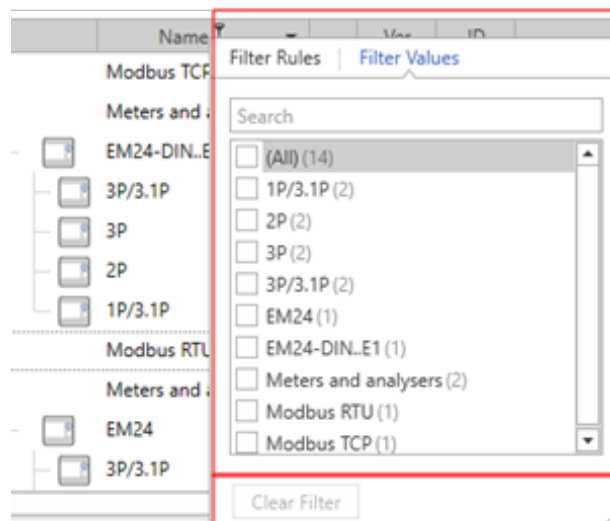 Name Ver ID
Filter Rules Filter Values
Modbus TCP
Search
Meters and
EM24-DIN..E
(All) (14)
3P/3.1P
1P/3.1P (2)
2P (2)
3P
3P (2)
2P
3P/3.1P (2)
1P/3.1P
EM24 (1)
Modbus RTU
EM24-DIN..E1 (1)
Meters and
Meters and analysers (2)
EM24
Modbus RTU (1)
Modbus TCP (1)
3P/3.1P
Clear Filter